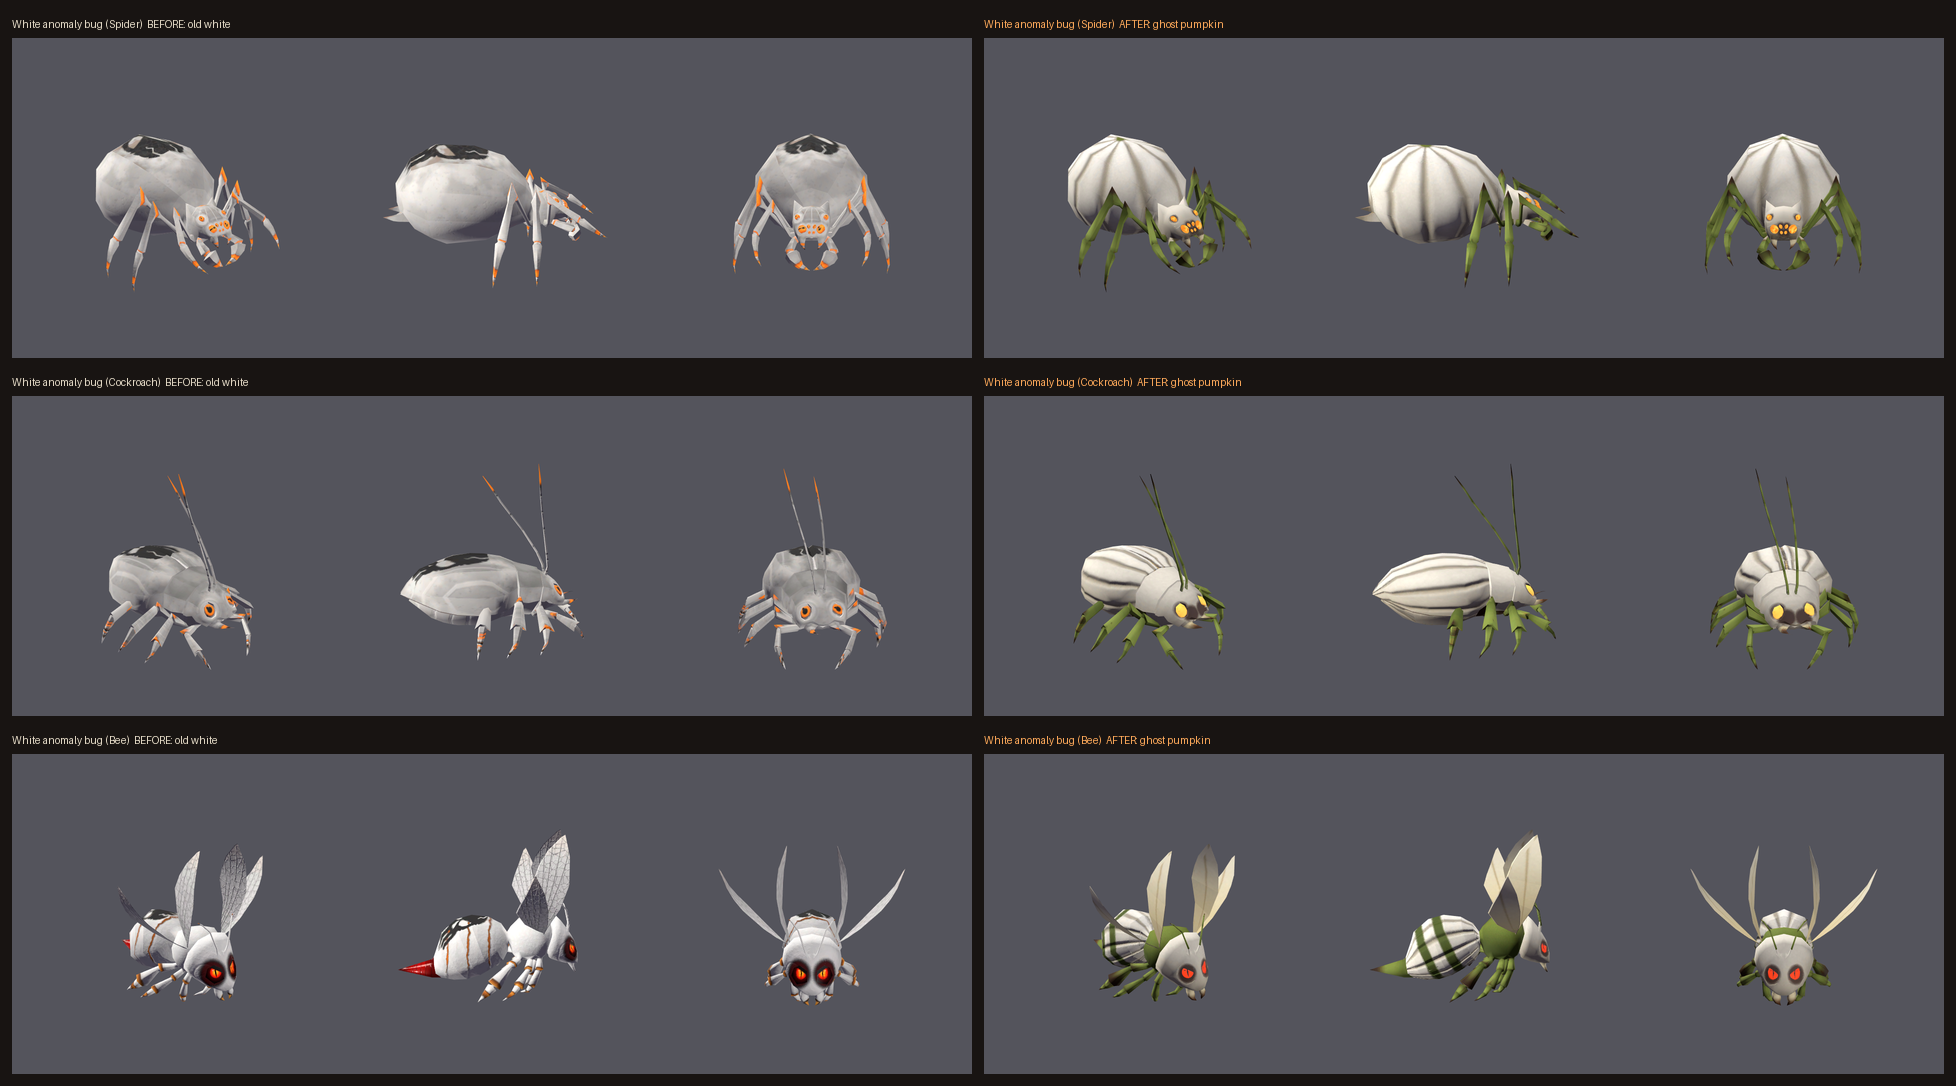 White anomaly bug (Spider) BEFORE: old white
White anomaly bug (Spider) AFTER: ghost pumpkin
White anomaly bug (Cockroach) BEFORE: old white
White anomaly bug (Cockroach) AFTER: ghost pumpkin
White anomaly bug (Bee) BEFORE: old white
White anomaly bug (Bee) AFTER: ghost pumpkin